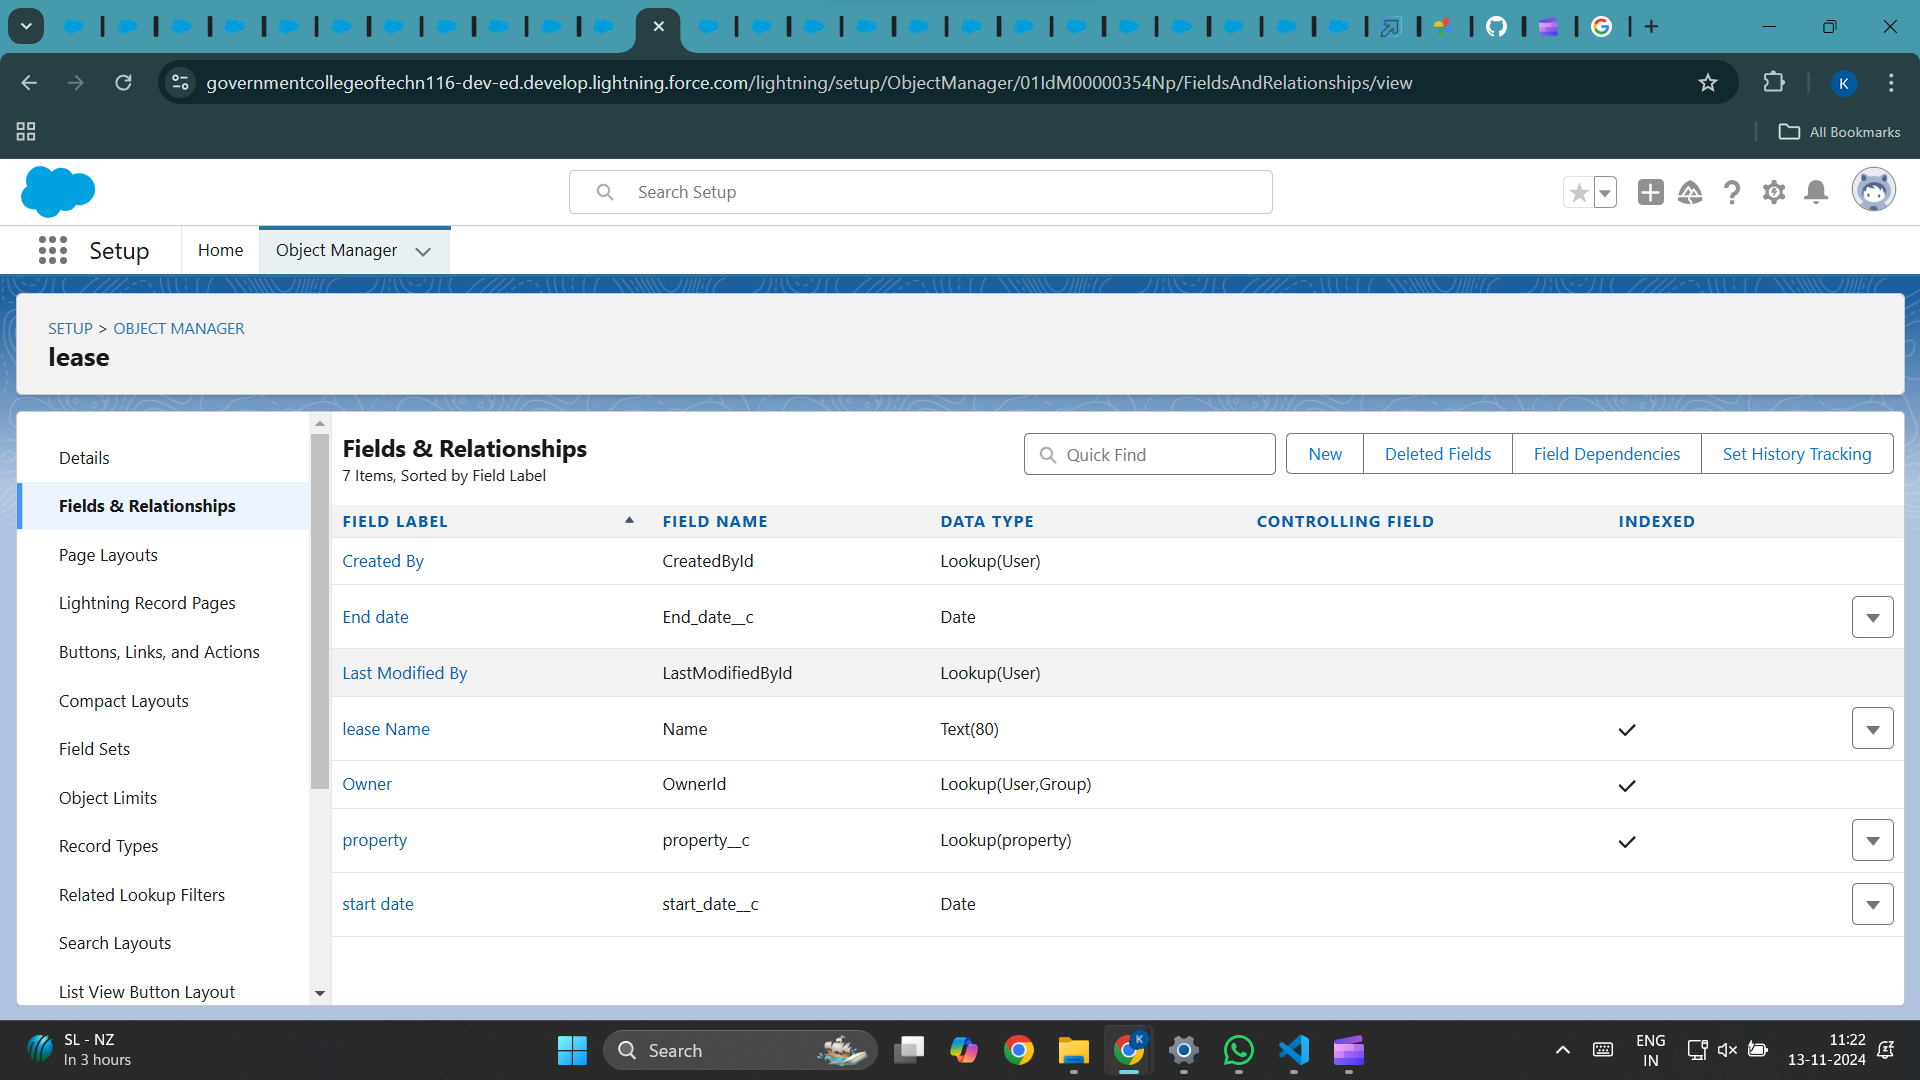 governmentcollegeoftechn116-dev-ed.develop.lightning.force.com/lightning/setup/ObjectManager/01IdM00000354Np/FieldsAndRelationships/view
K
All Bookmarks
Search Setup
Setup
Home
Object Manager
SETUP > OBJECT MANAGER
lease
Details
Fields & Relationships
Page Layouts
Lightning Record Pages
Buttons, Links, and Actions
Compact Layouts
Field Sets
Object Limits
Record Types
Related Lookup Filters
Search Layouts
List View Button Layout
Fields & Relationships
7 Items, Sorted by Field Label
Quick Find
New
Deleted Fields
Field Dependencies
Set History Tracking
FIELD LABEL FIELD NAME DATA TYPE CONTROLLING FIELD INDEXED
Created By CreatedById Lookup(User)
End date End_date__c Date
Last Modified By LastModifiedById Lookup(User)
lease Name Name Text(80)
Owner OwnerId Lookup(User,Group)
property property__c Lookup(property)
start date start_date__c Date
SL - NZ
In 3 hours
Search
K
ENG
IN
11:22
13-11-2024